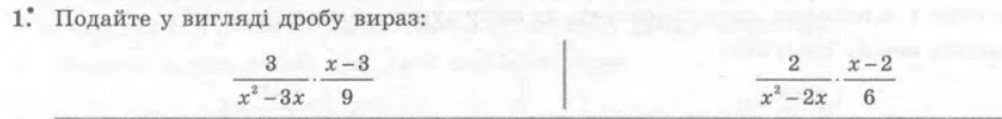 1.• Подайте у вигляді дробу вираз:
3/(x² − 3x) · (x − 3)/9 | 2/(x² − 2x) · (x − 2)/6